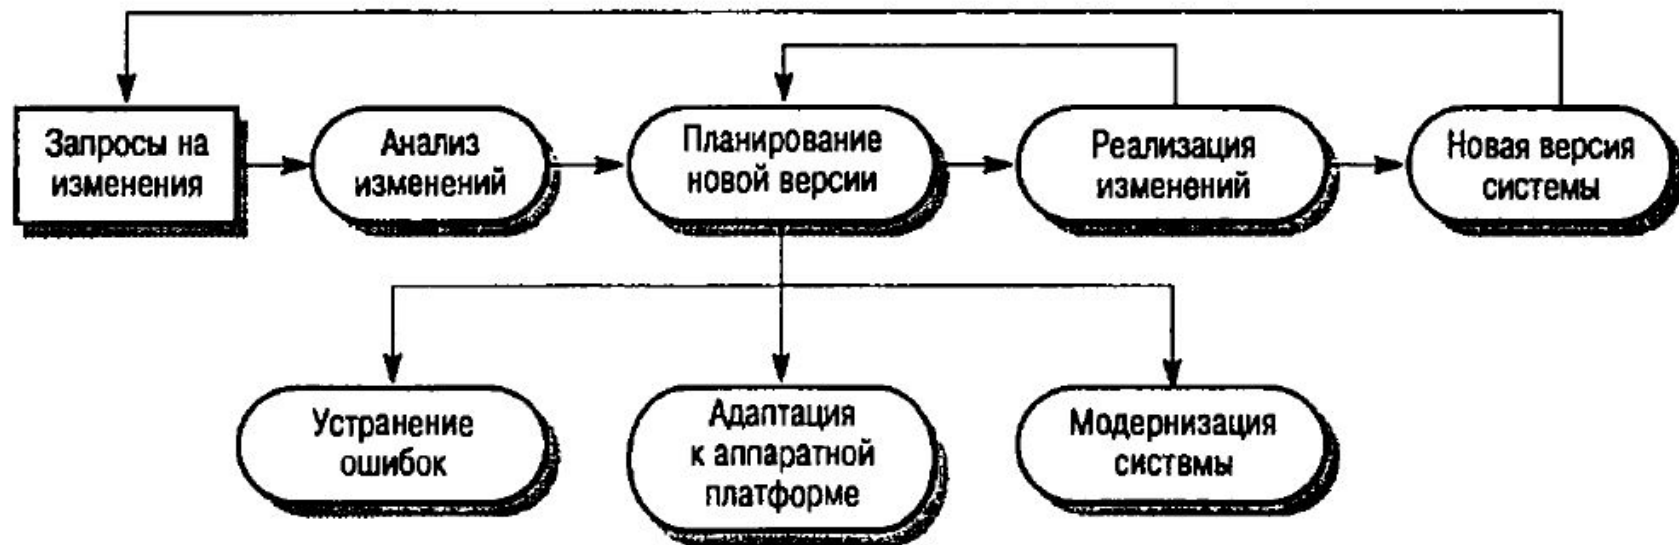 Запросы на
изменения
Анализ
изменений
Планирование
новой версии
Реализация
изменений
Новая версия
системы
Устранение
ошибок
Адаптация
к аппаратной
платформе
Модернизация
систвмы